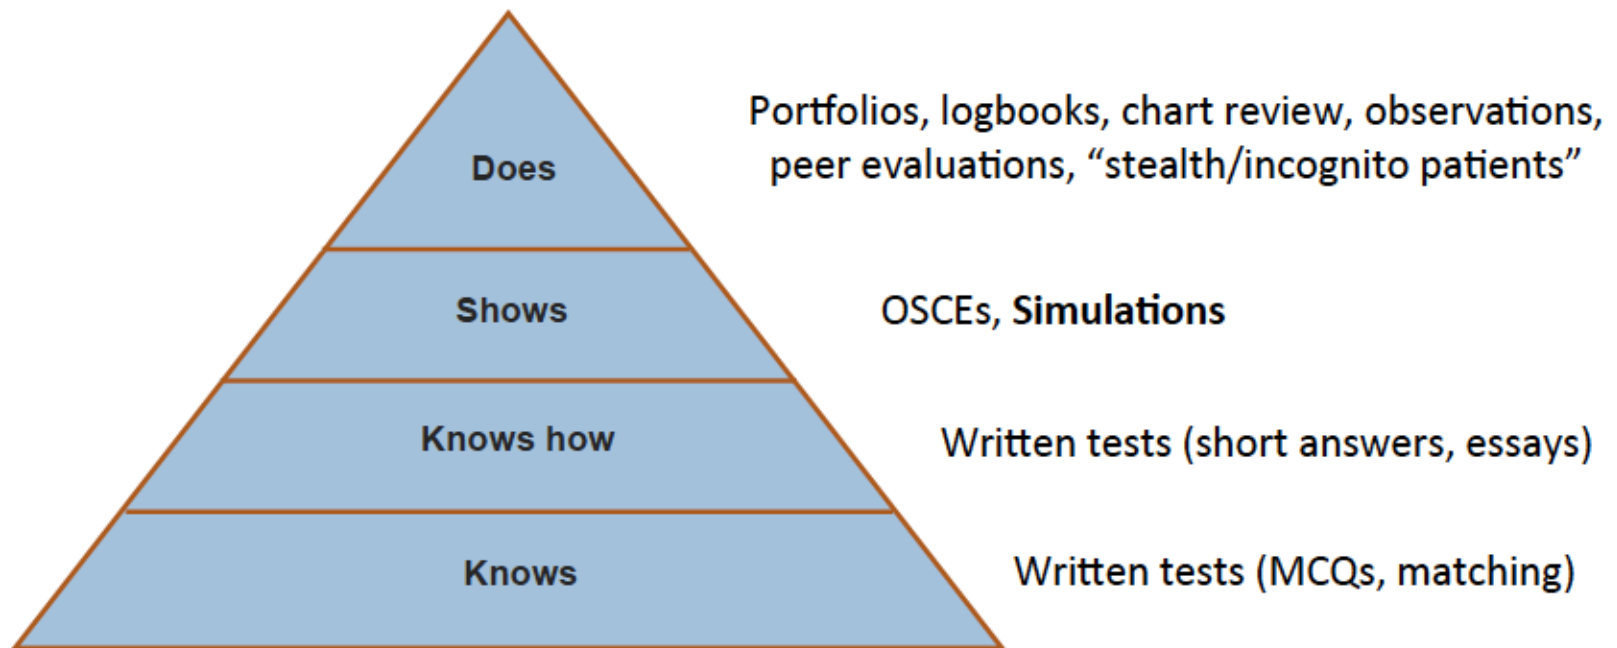 Does
Portfolios, logbooks, chart review, observations,
peer evaluations, “stealth/incognito patients”
Shows
OSCEs, Simulations
Knows how
Written tests (short answers, essays)
Knows
Written tests (MCQs, matching)